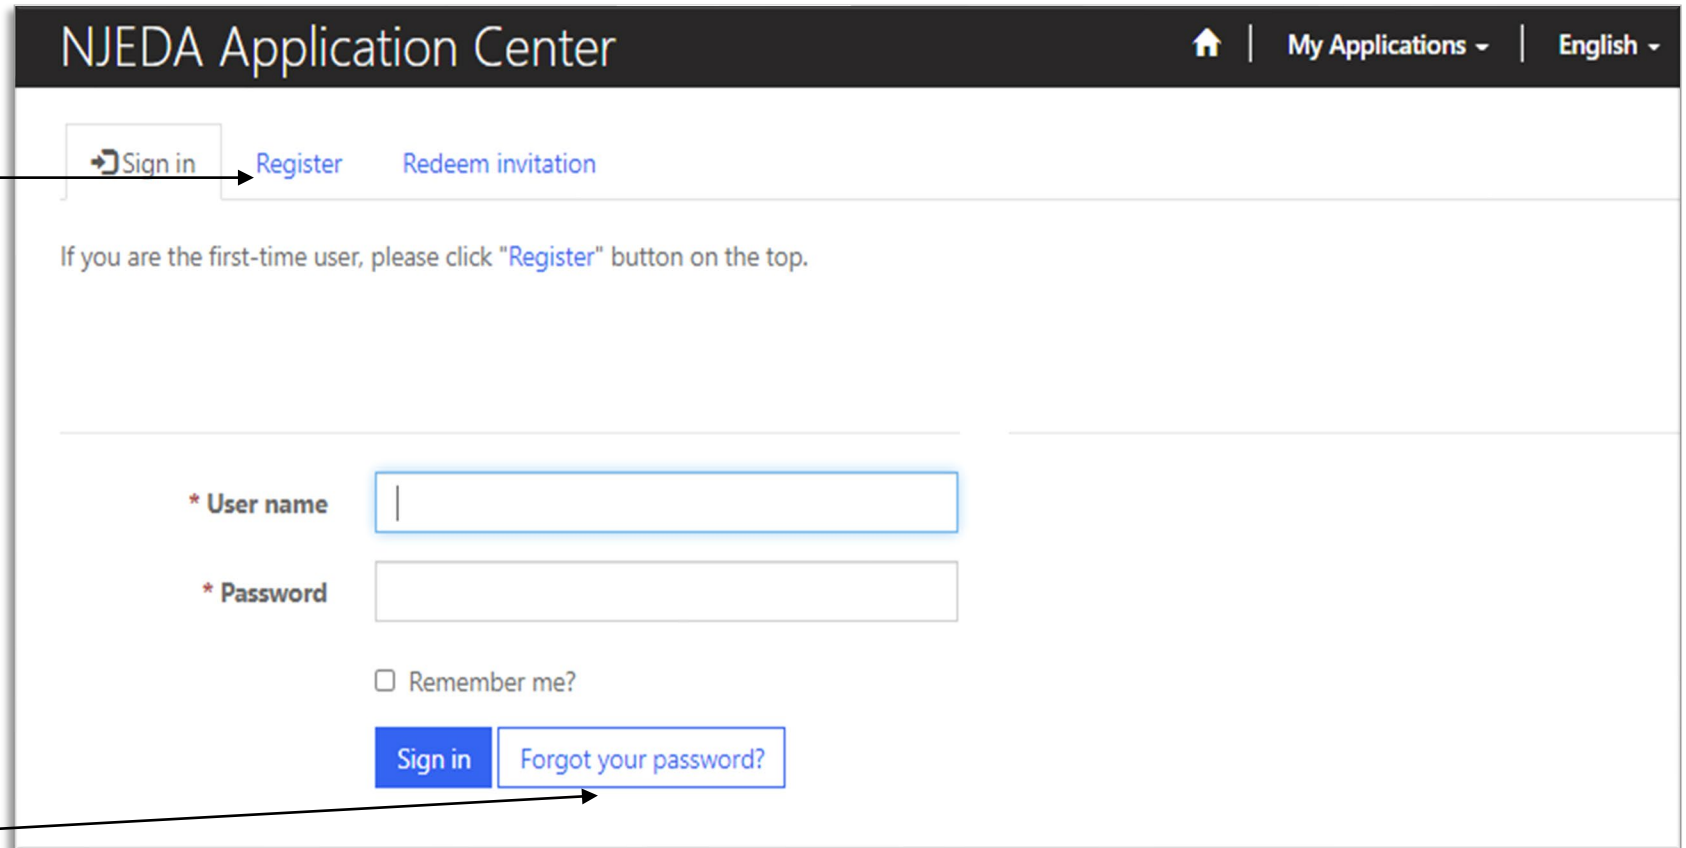 NJEDA Application Center
My Applications
English
Sign in
Register
Redeem invitation
If you are the first-time user, please click "Register" button on the top.
* User name
* Password
Remember me?
Sign in
Forgot your password?